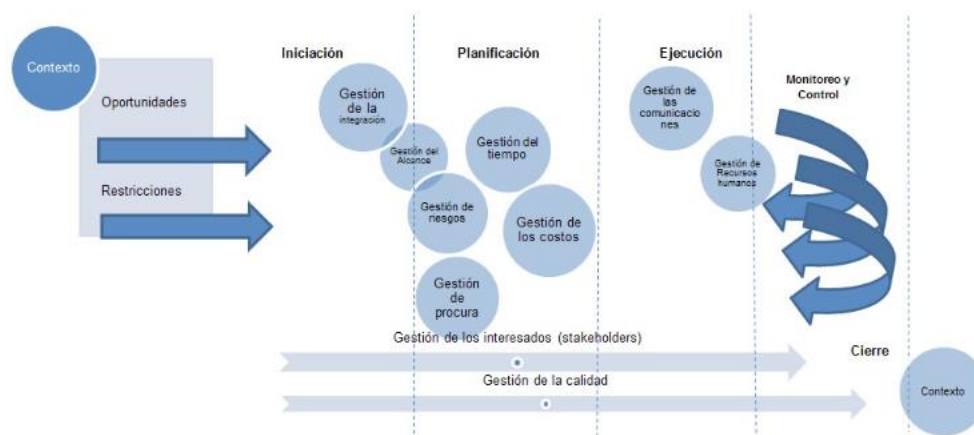 Contexto
Oportunidades
Restricciones
Iniciación
Planificación
Ejecución
Monitoreo y
Control
Gestión
de la
integración
Gestión del
Alcance
Gestión del
tiempo
Gestión de
riesgos
Gestión de
los costos
Gestión
de
procura
Gestión de
las
comunicacio
nes
Gestión de
Recursos
humanos
Gestión de los interesados (stakeholders)
Gestión de la calidad
Cierre
Contexto